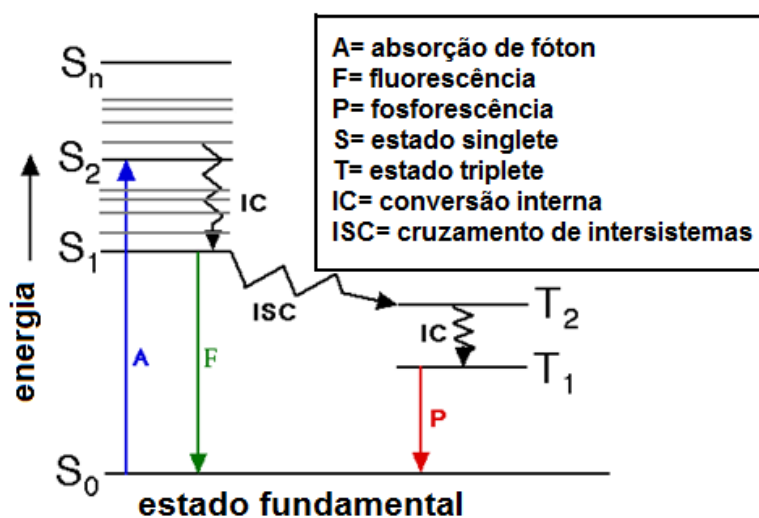 A= absorção de fóton
F= fluorescência
P= fosforescência
S= estado singlete
T= estado triplete
IC= conversão interna
ISC= cruzamento de intersistemas
Sn
S2
IC
S1
ISC
T2
IC
T1
energia
A
F
P
S0
estado fundamental